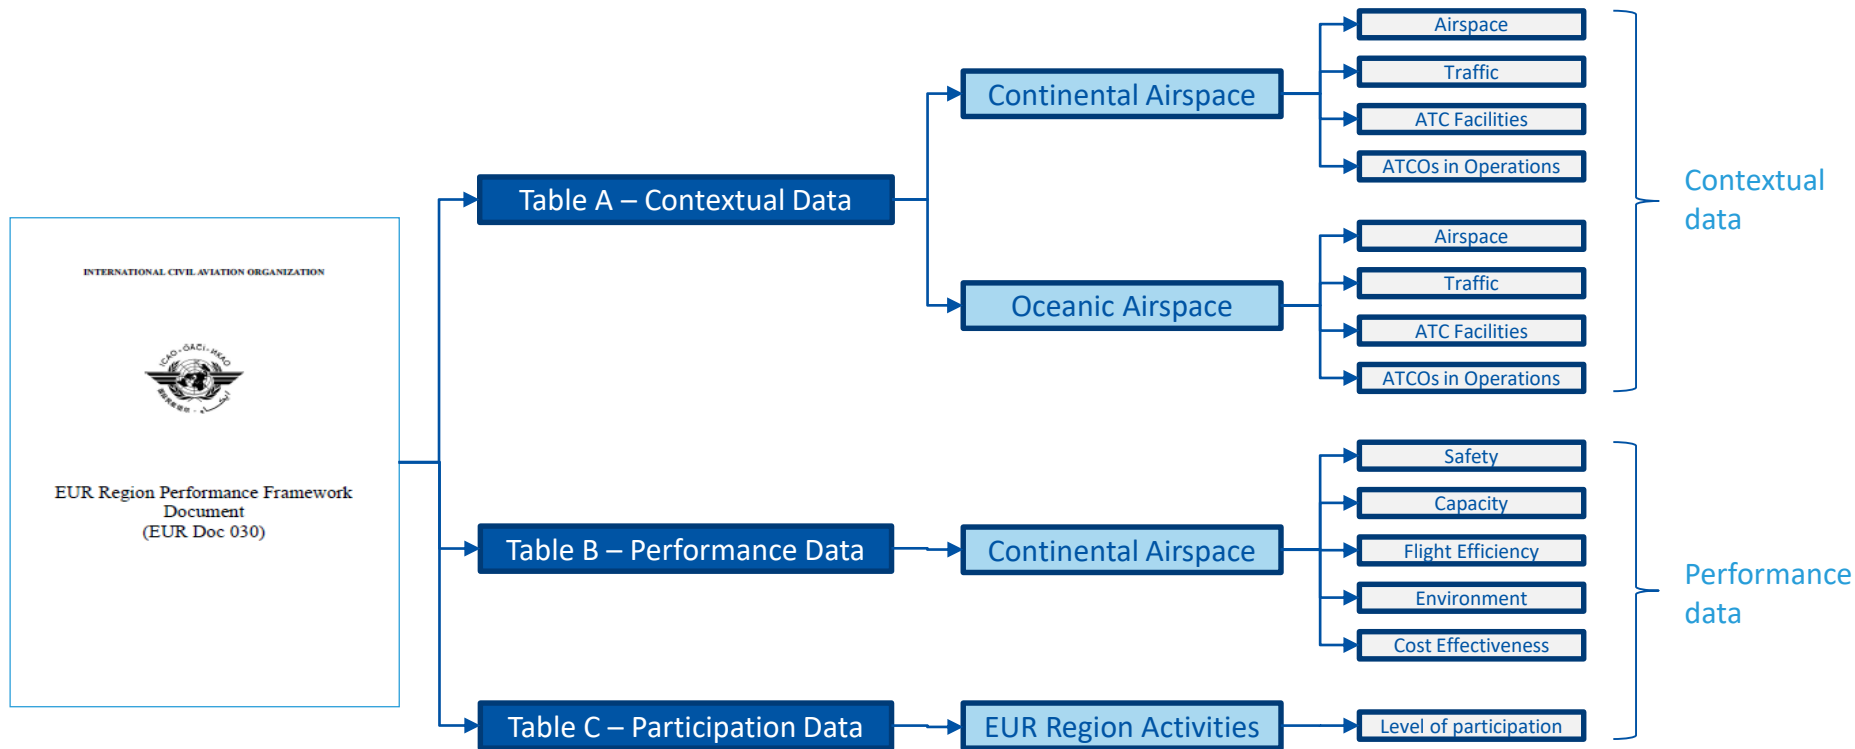 INTERNATIONAL CIVIL AVIATION ORGANIZATION
ICAO · OACI · ИКАО
EUR Region Performance Framework
Document
(EUR Doc 030)
Table A – Contextual Data
Continental Airspace
Airspace
Traffic
ATC Facilities
ATCOs in Operations
Oceanic Airspace
Airspace
Traffic
ATC Facilities
ATCOs in Operations
Contextual
data
Table B – Performance Data
Continental Airspace
Safety
Capacity
Flight Efficiency
Environment
Cost Effectiveness
Table C – Participation Data
EUR Region Activities
Level of participation
Performance
data